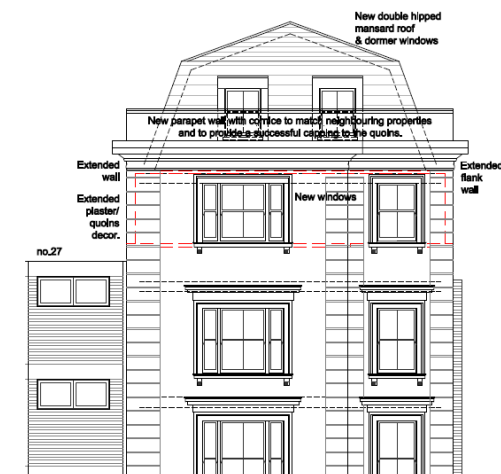 New double hipped
mansard roof
& dormer windows
New parapet wall with cornice to match neighbouring properties
and to provide a successful capping to the quoins.
Extended
wall
Extended
flank
wall
Extended
plaster/
quoins
decor.
New windows
no.27